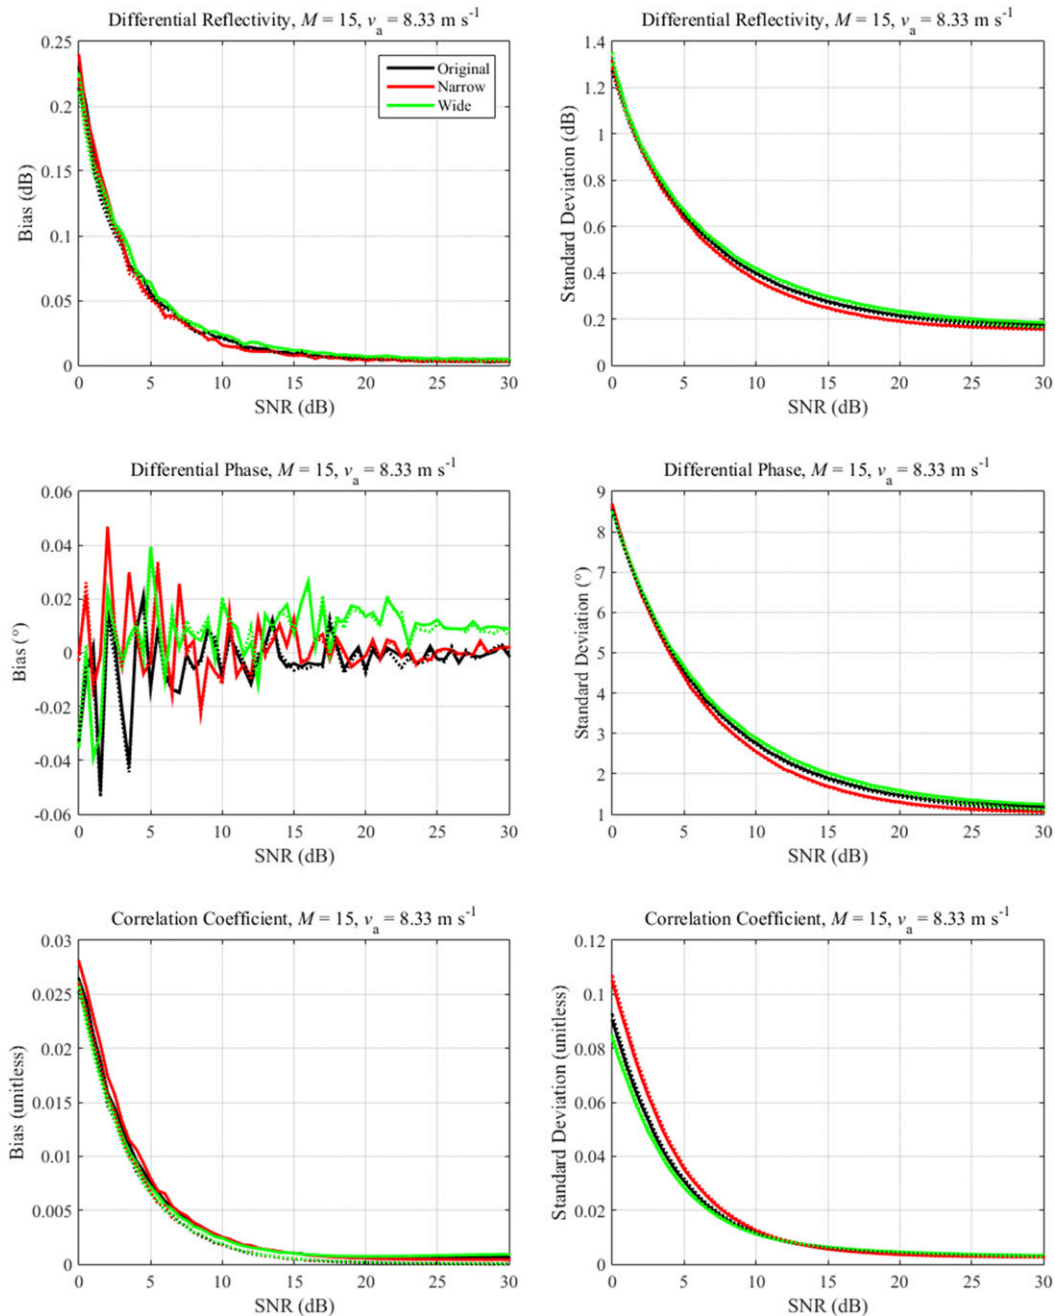 Differential Reflectivity, M = 15, va = 8.33 m s-1
0.25
0.2
0.15
0.1
0.05
0
Bias (dB)
Original
Narrow
Wide
0 5 10 15 20 25 30
SNR (dB)
Differential Reflectivity, M = 15, va = 8.33 m s-1
1.4
1.2
1
0.8
0.6
0.4
0.2
0
Standard Deviation (dB)
0 5 10 15 20 25 30
SNR (dB)
Differential Phase, M = 15, va = 8.33 m s-1
0.06
0.04
0.02
0
-0.02
-0.04
-0.06
Bias (°)
0 5 10 15 20 25 30
SNR (dB)
Differential Phase, M = 15, va = 8.33 m s-1
9
8
7
6
5
4
3
2
1
Standard Deviation (°)
0 5 10 15 20 25 30
SNR (dB)
Correlation Coefficient, M = 15, va = 8.33 m s-1
0.03
0.025
0.02
0.015
0.01
0.005
0
Bias (unitless)
0 5 10 15 20 25 30
SNR (dB)
Correlation Coefficient, M = 15, va = 8.33 m s-1
0.12
0.1
0.08
0.06
0.04
0.02
0
Standard Deviation (unitless)
0 5 10 15 20 25 30
SNR (dB)